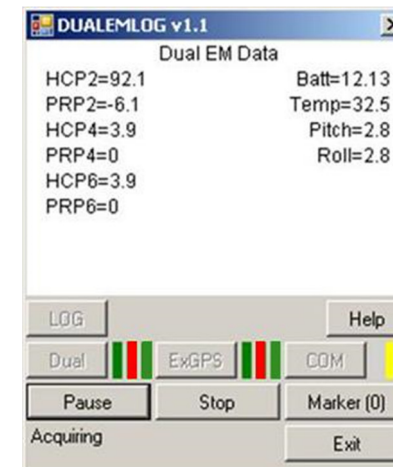 DUALEMLOG v1.1
Dual EM Data
HCP2=92.1 Batt=12.13
PRP2=-6.1 Temp=32.5
HCP4=3.9 Pitch=2.8
PRP4=0 Roll=2.8
HCP6=3.9
PRP6=0
LOG Help
Dual ExGPS COM
Pause Stop Marker (0)
Acquiring Exit